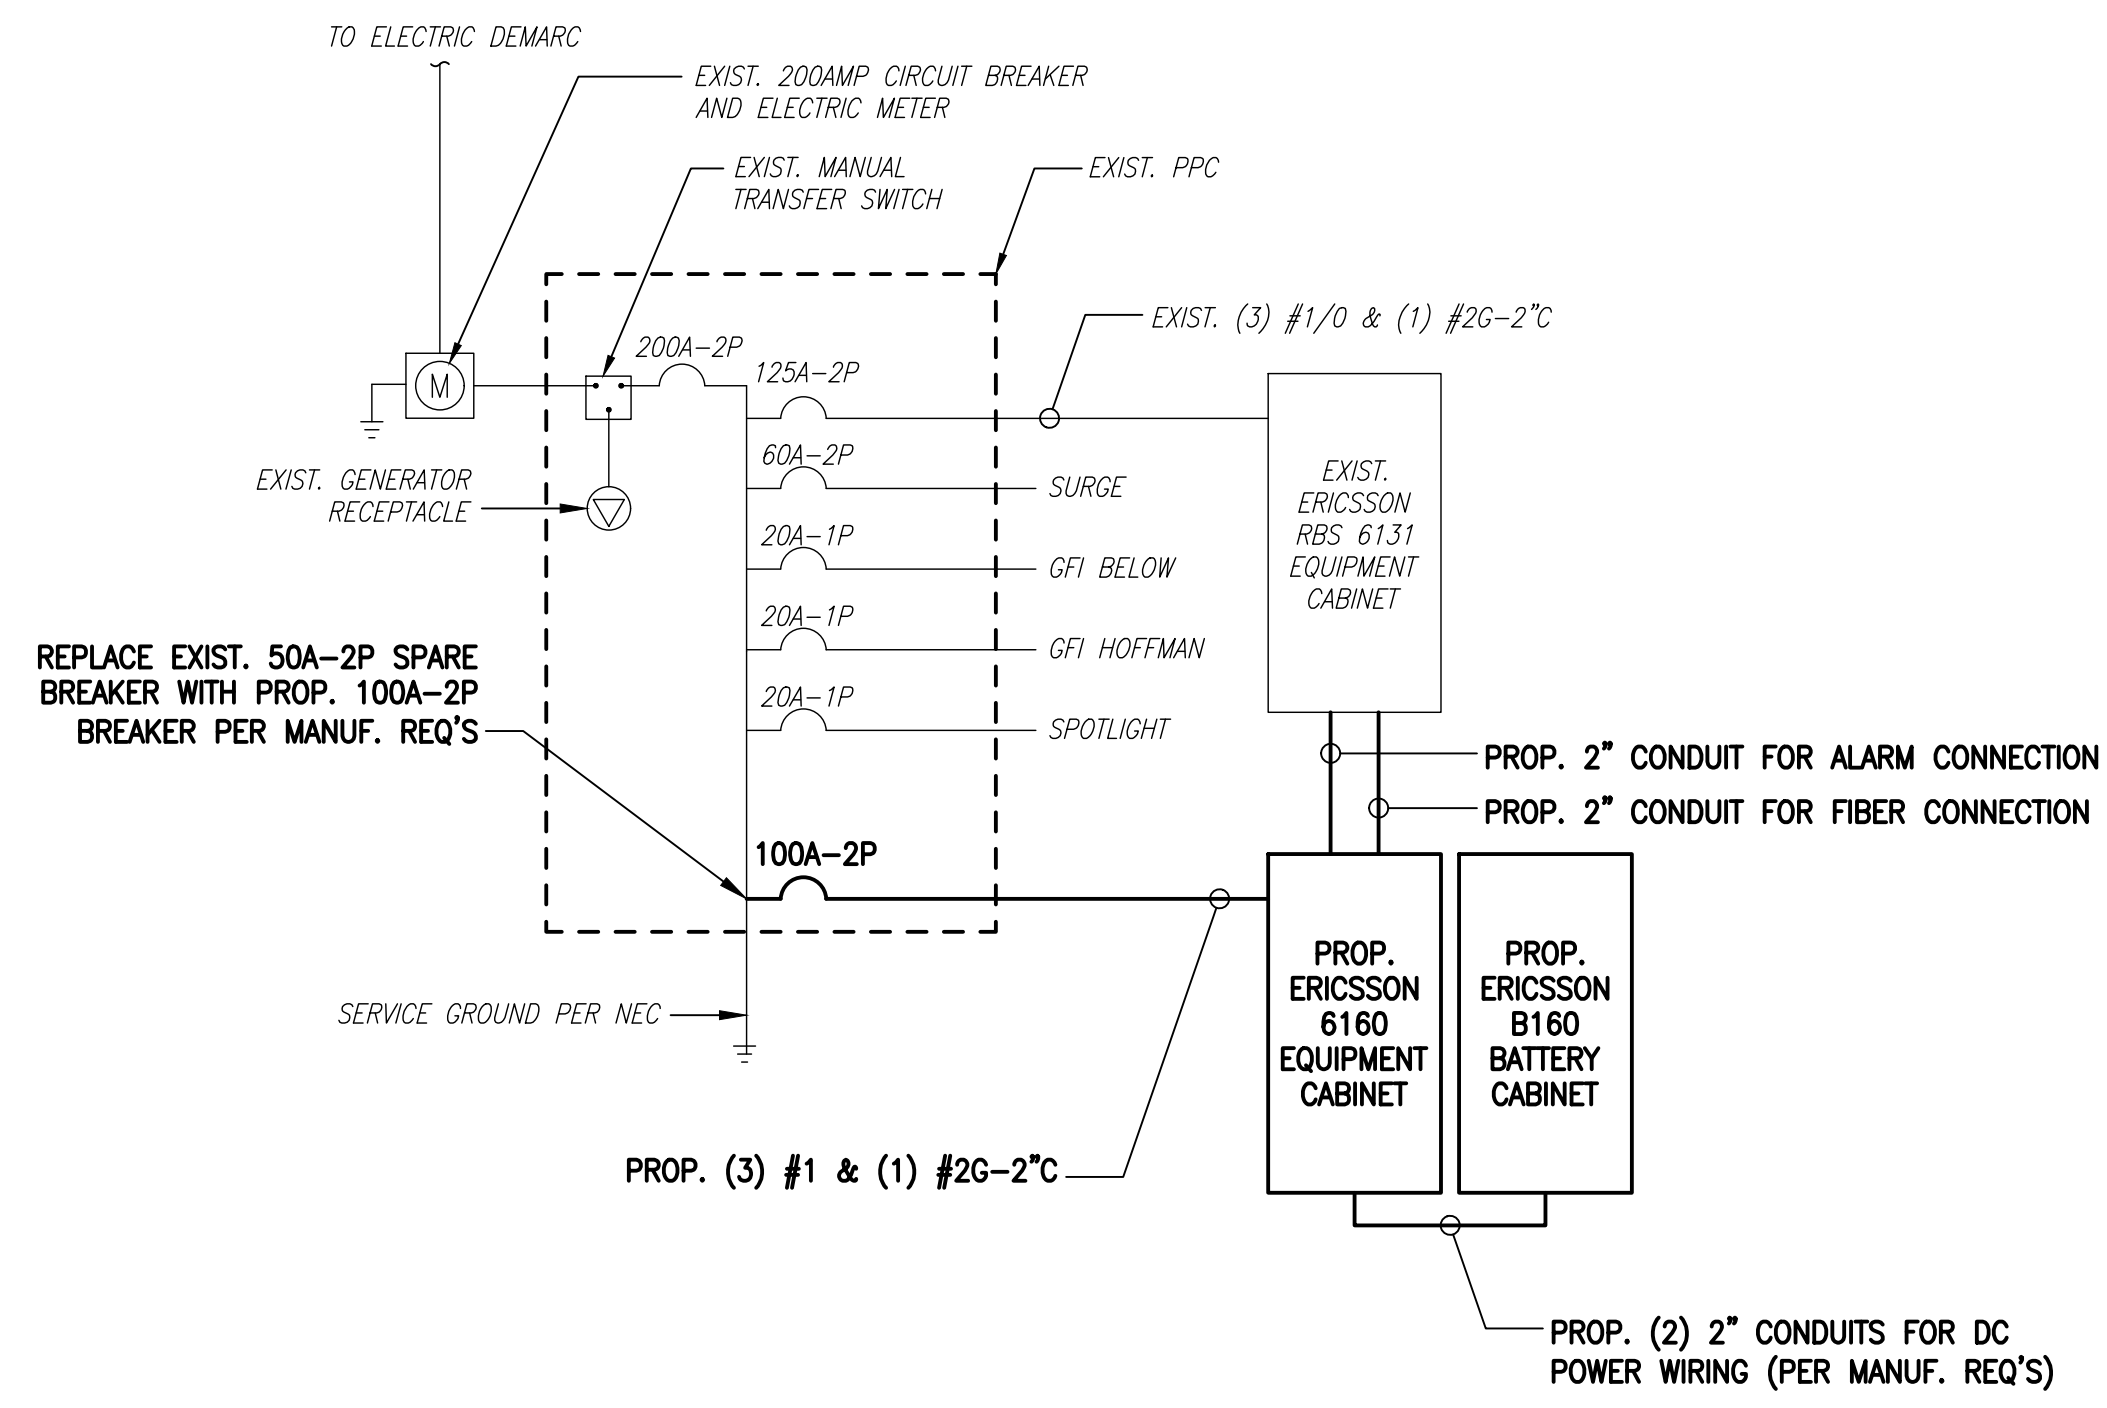 TO ELECTRIC DEMARC
EXIST. 200AMP CIRCUIT BREAKER
AND ELECTRIC METER
EXIST. MANUAL
TRANSFER SWITCH
EXIST. PPC
EXIST. (3) #1/0 & (1) #2G-2"C
200A-2P
125A-2P
M
60A-2P
SURGE
EXIST. GENERATOR
RECEPTACLE
20A-1P
GFI BELOW
20A-1P
GFI HOFFMAN
20A-1P
SPOTLIGHT
EXIST.
ERICSSON
RBS 6131
EQUIPMENT
CABINET
REPLACE EXIST. 50A-2P SPARE
BREAKER WITH PROP. 100A-2P
BREAKER PER MANUF. REQ'S
PROP. 2" CONDUIT FOR ALARM CONNECTION
PROP. 2" CONDUIT FOR FIBER CONNECTION
100A-2P
PROP.
ERICSSON
6160
EQUIPMENT
CABINET
PROP.
ERICSSON
B160
BATTERY
CABINET
SERVICE GROUND PER NEC
PROP. (3) #1 & (1) #2G-2"C
PROP. (2) 2" CONDUITS FOR DC
POWER WIRING (PER MANUF. REQ'S)